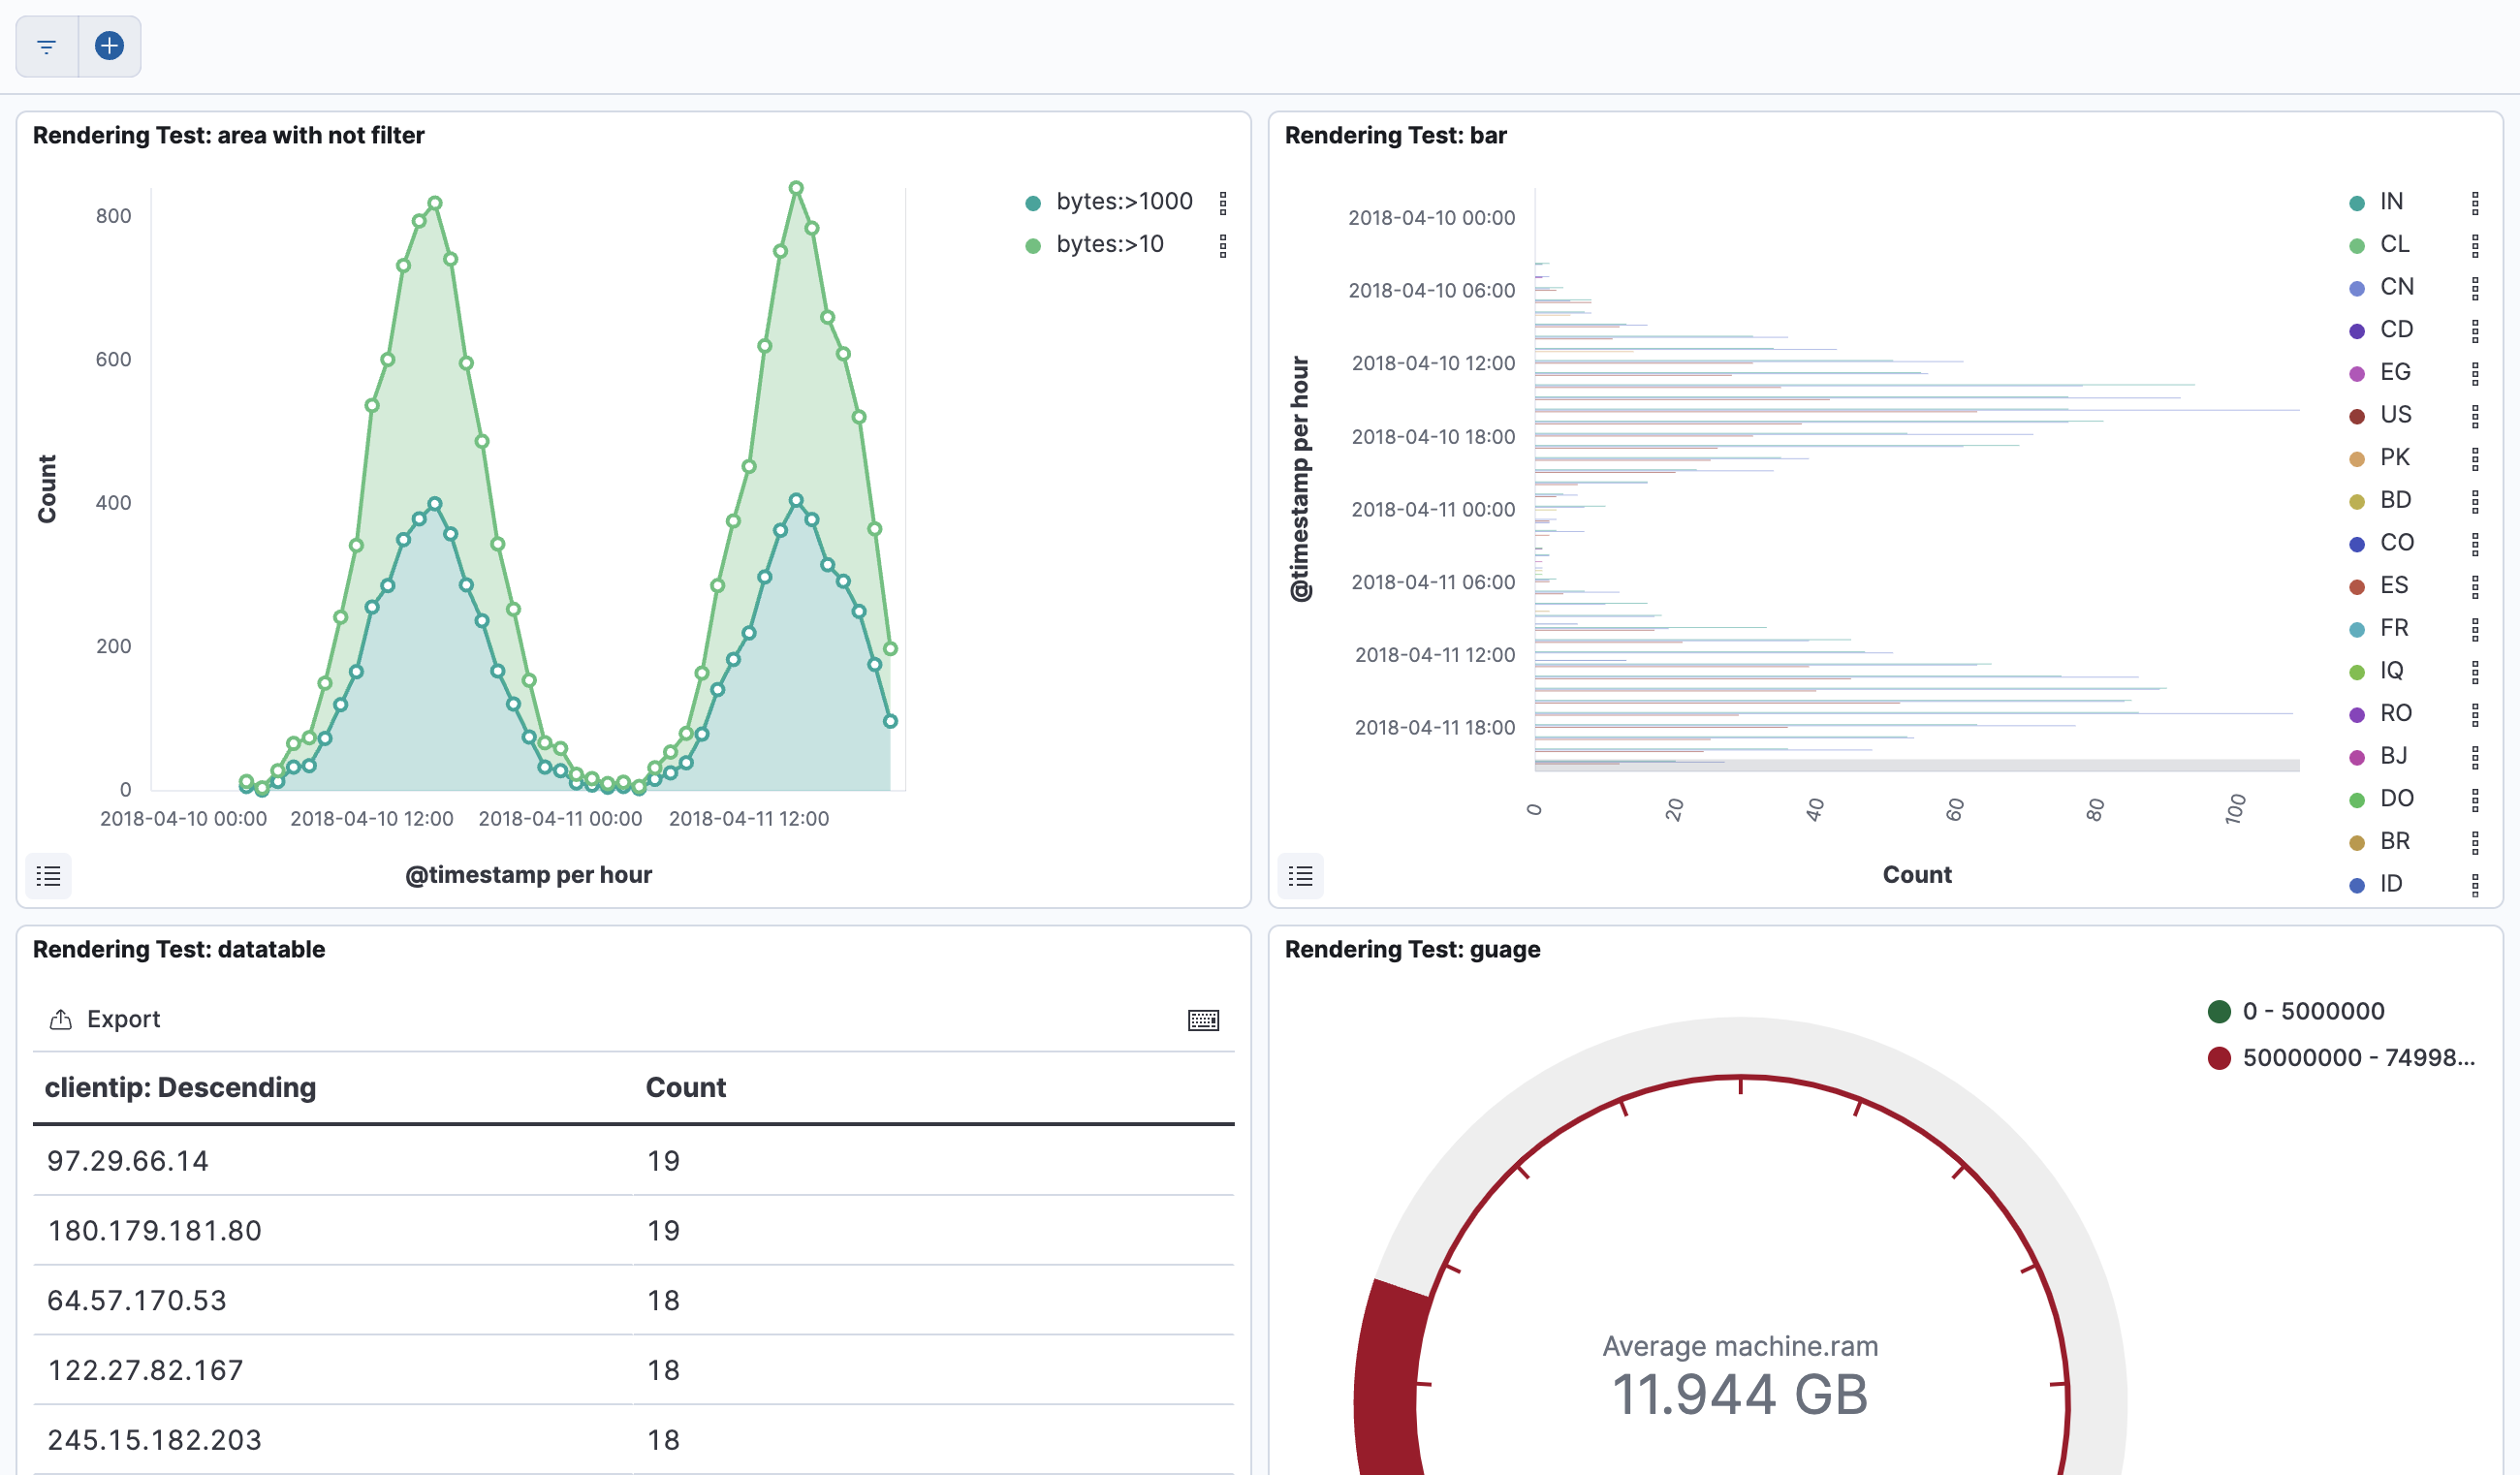 Rendering Test: area with not filter
800
600
400
200
0
Count
2018-04-10 00:00
2018-04-10 12:00
2018-04-11 00:00
2018-04-11 12:00
@timestamp per hour
bytes:>1000
bytes:>10
Rendering Test: bar
2018-04-10 00:00
2018-04-10 06:00
2018-04-10 12:00
2018-04-10 18:00
2018-04-11 00:00
2018-04-11 06:00
2018-04-11 12:00
2018-04-11 18:00
@timestamp per hour
0
20
40
60
80
100
Count
IN
CL
CN
CD
EG
US
PK
BD
CO
ES
FR
IQ
RO
BJ
DO
BR
ID
Rendering Test: datatable
Export
clientip: Descending Count
97.29.66.14 19
180.179.181.80 19
64.57.170.53 18
122.27.82.167 18
245.15.182.203 18
Rendering Test: guage
0 - 5000000
50000000 - 74998...
Average machine.ram
11.944 GB